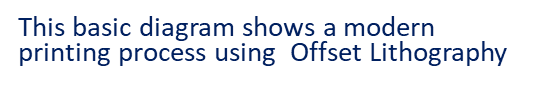 This basic diagram shows a modern
printing process using  Offset Lithography